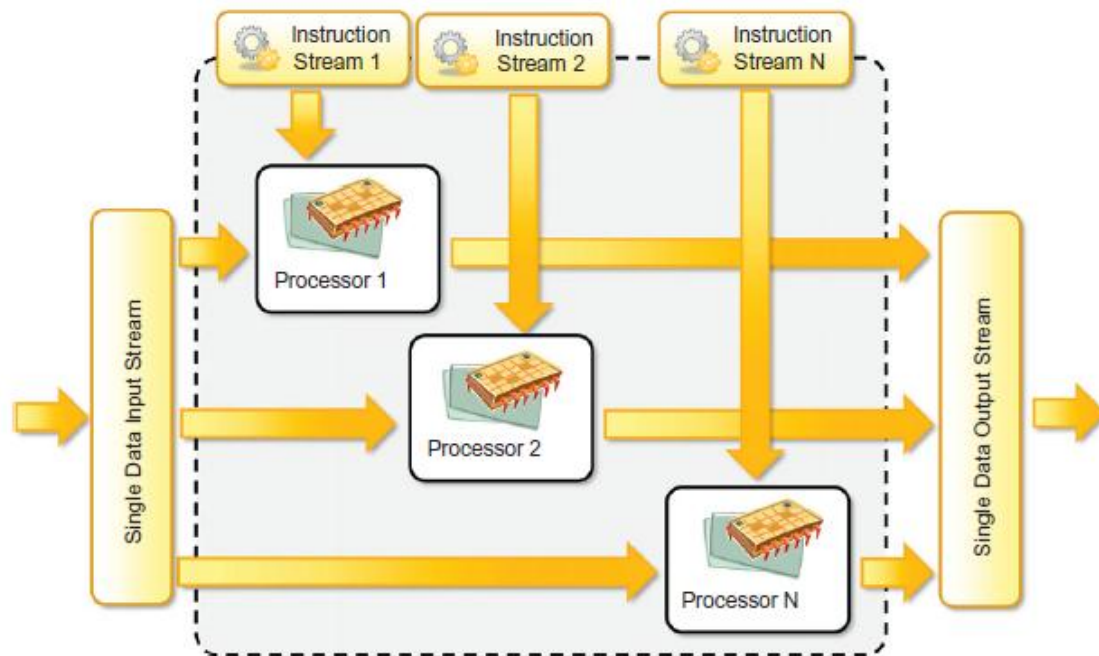 Instruction
Stream 1
Instruction
Stream 2
Instruction
Stream N
Single Data Input Stream
Processor 1
Processor 2
Processor N
Single Data Output Stream